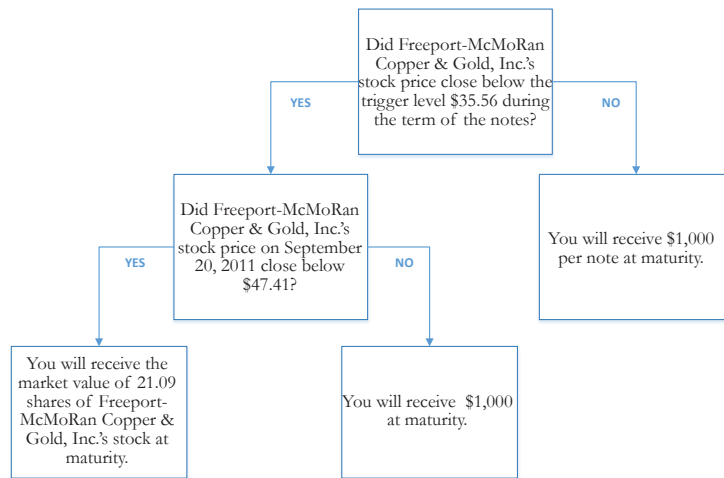 Did Freeport-McMoRan
Copper & Gold, Inc.'s
stock price close below the
trigger level $35.56 during
the term of the notes?
YES
NO
Did Freeport-McMoRan
Copper & Gold, Inc.'s
stock price on September
20, 2011 close below
$47.41?
You will receive $1,000
per note at maturity.
YES
NO
You will receive the
market value of 21.09
shares of Freeport-
McMoRan Copper &
Gold, Inc.'s stock at
maturity.
You will receive $1,000
at maturity.